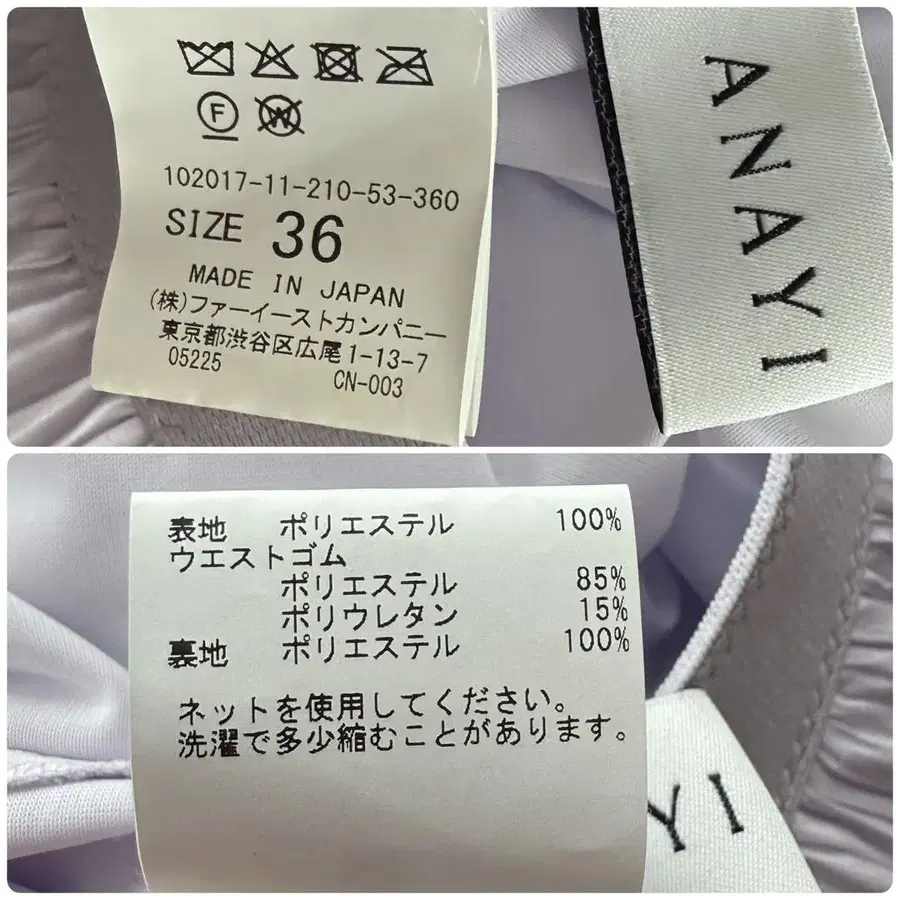 F
W
102017-11-210-53-360
SIZE 36
MADE IN JAPAN
(株)ファーイーストカンパニー
東京都渋谷区広尾1-13-7
05225 CN-003
ANAYI
表地 ポリエステル 100%
ウエストゴム
ポリエステル 85%
ポリウレタン 15%
裏地 ポリエステル 100%
ネットを使用してください。
洗濯で多少縮むことがあります。
YI